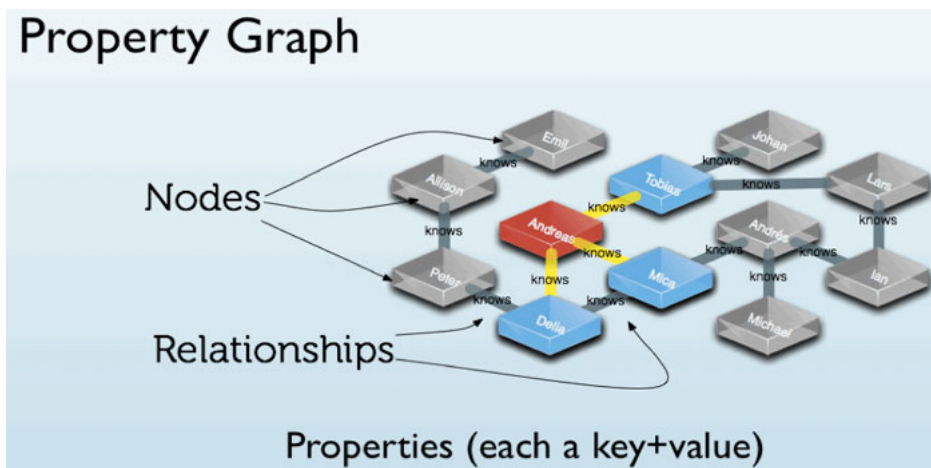 Property Graph
Emil
Johan
knows
knows
Allison
Tobias
knows
Lars
Nodes
knows
Andreas
Andrés
knows
knows
knows
knows
knows
Peter
Mica
knows
Ian
knows
knows
knows
knows
Delia
Michael
Relationships
Properties (each a key+value)